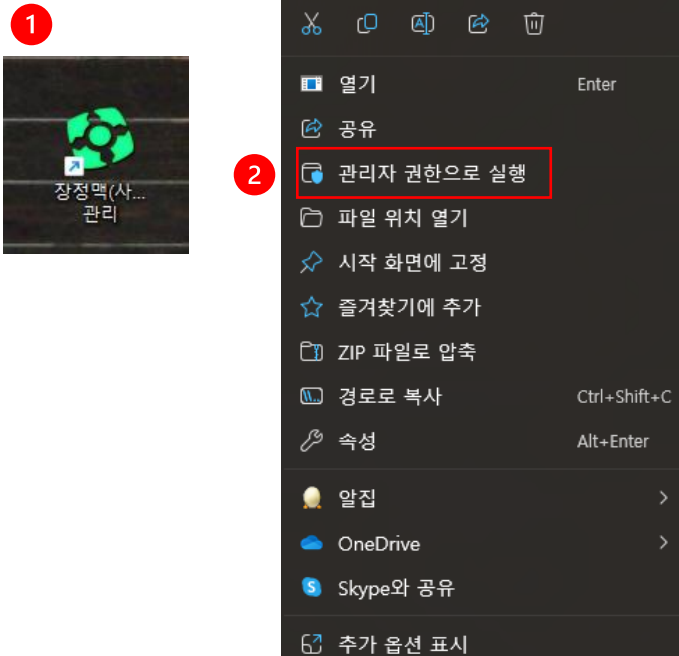 1
장정맥(사...
관리
2
열기 Enter
공유
관리자 권한으로 실행
파일 위치 열기
시작 화면에 고정
즐겨찾기에 추가
ZIP 파일로 압축
경로로 복사 Ctrl+Shift+C
속성 Alt+Enter
알집
OneDrive
Skype와 공유
추가 옵션 표시